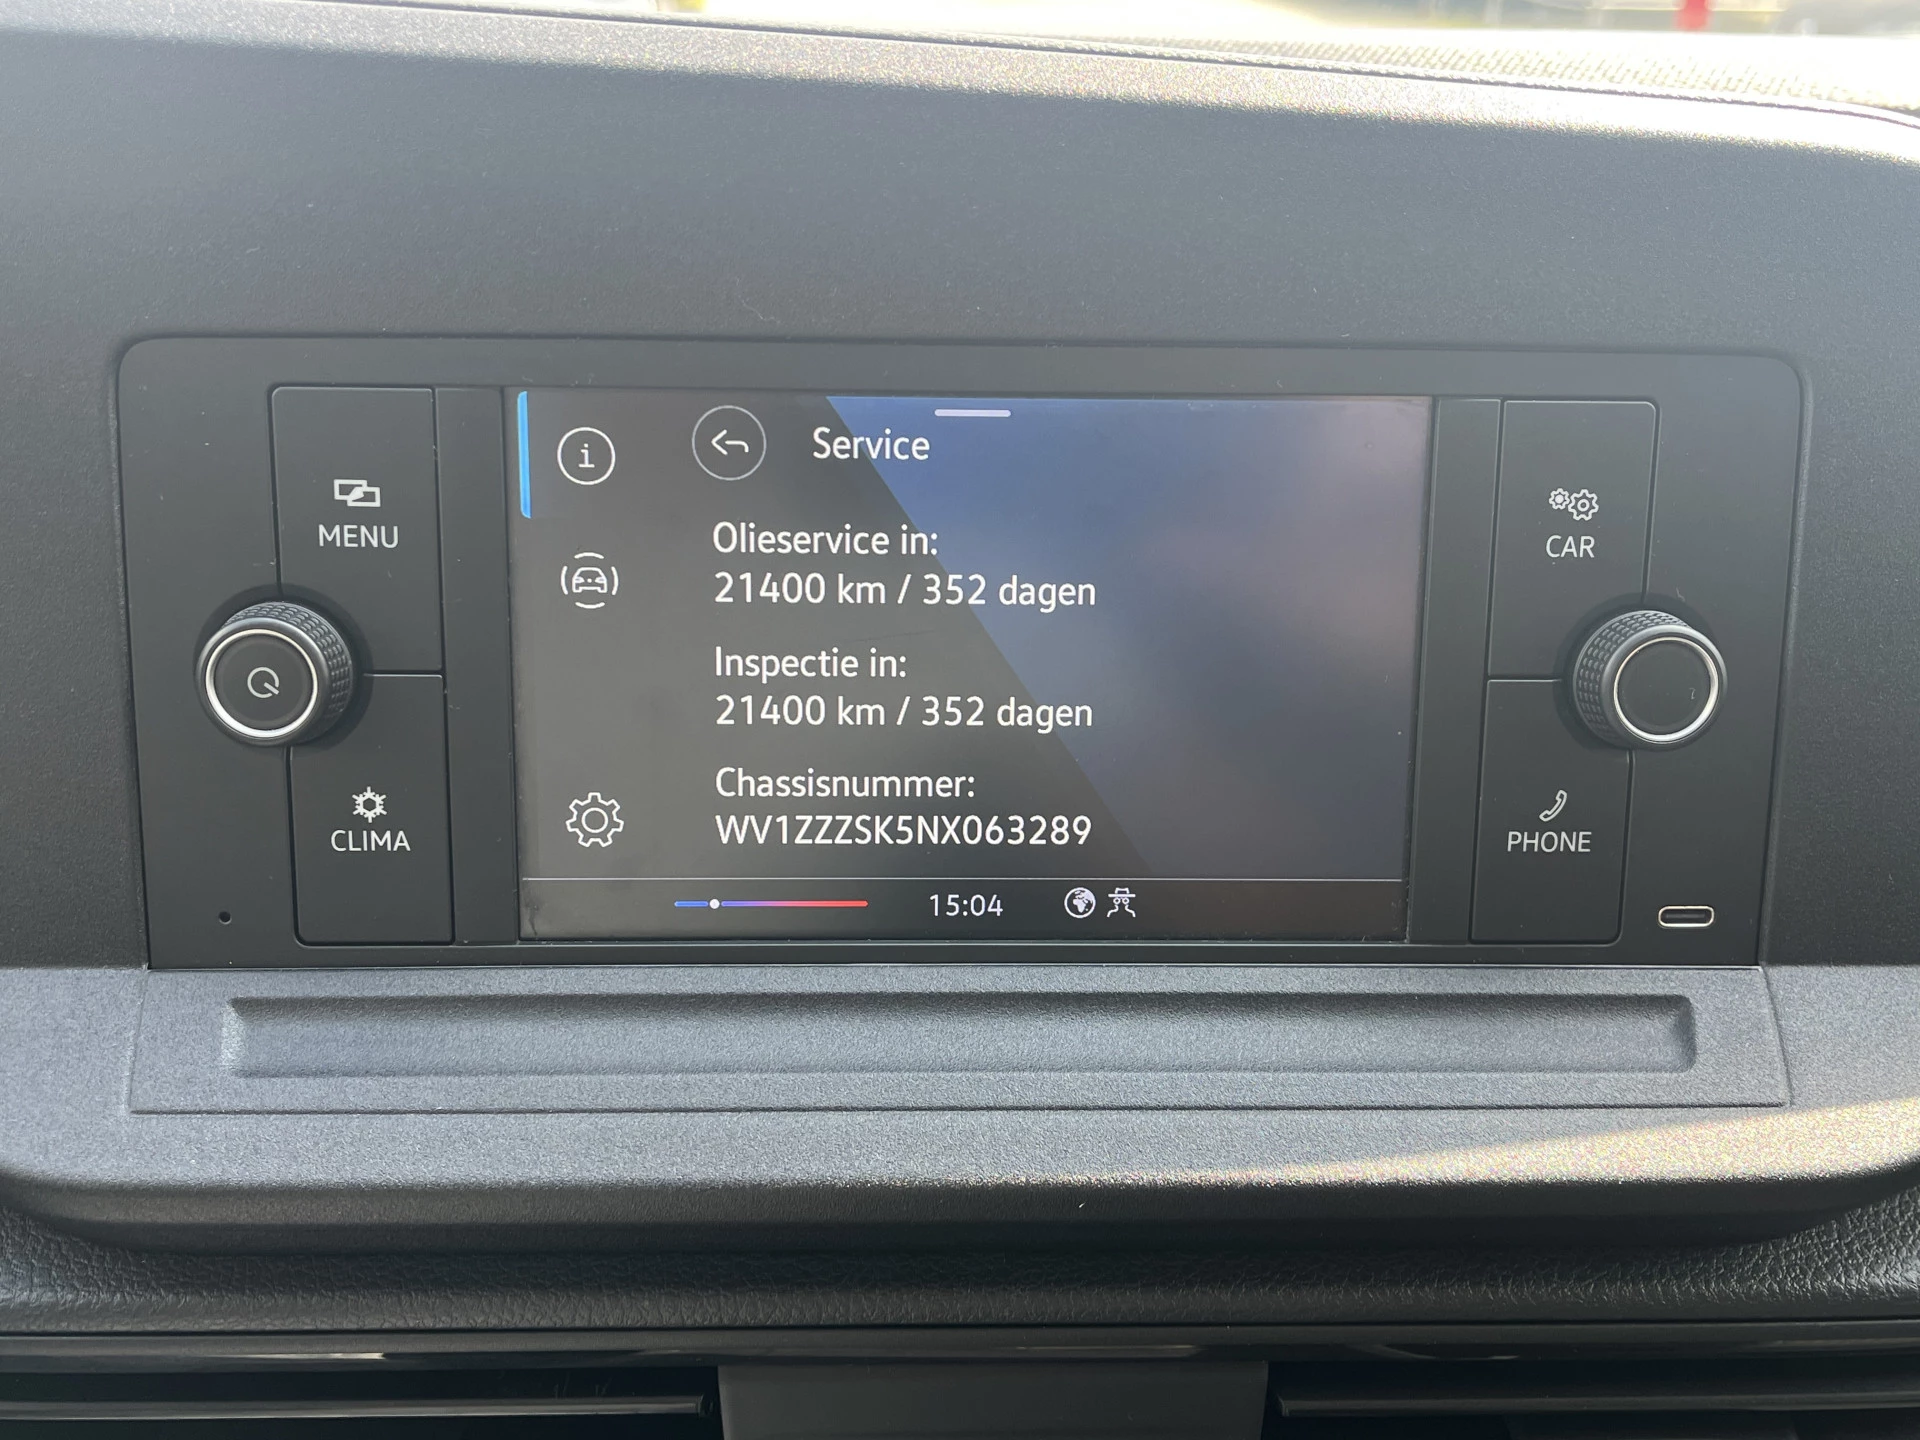 MENU
CLIMA
Service
Olieservice in:
21400 km / 352 dagen
Inspectie in:
21400 km / 352 dagen
Chassisnummer:
WV1ZZZSK5NX063289
15:04
CAR
PHONE